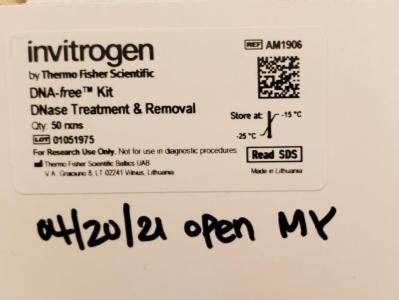 invitrogen
REF AM1906
by Thermo Fisher Scientific
DNA-free™ Kit
DNase Treatment & Removal
Qty: 50 rxns
Store at:
-15 °C
-25 °C
LOT 01051975
For Research Use Only. Not for use in diagnostic procedures
Read SDS
Thermo Fisher Scientific Baltics UAB
V.A. Graiciuno 8, LT-02241 Vilnius, Lithuania
Made in Lithuania
04/20/21 open MY